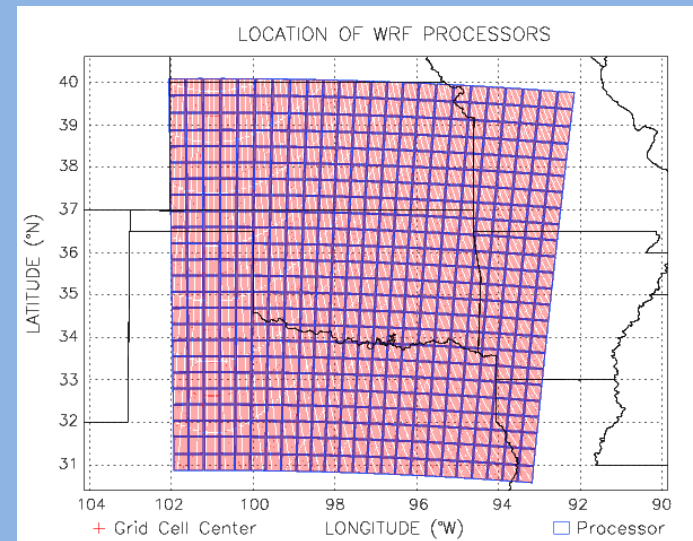 LOCATION OF WRF PROCESSORS
40
39
38
37
36
35
34
33
32
31
LATITUDE (°N)
104 102 100 98 96 94 92 90
+ Grid Cell Center LONGITUDE (°W) □ Processor